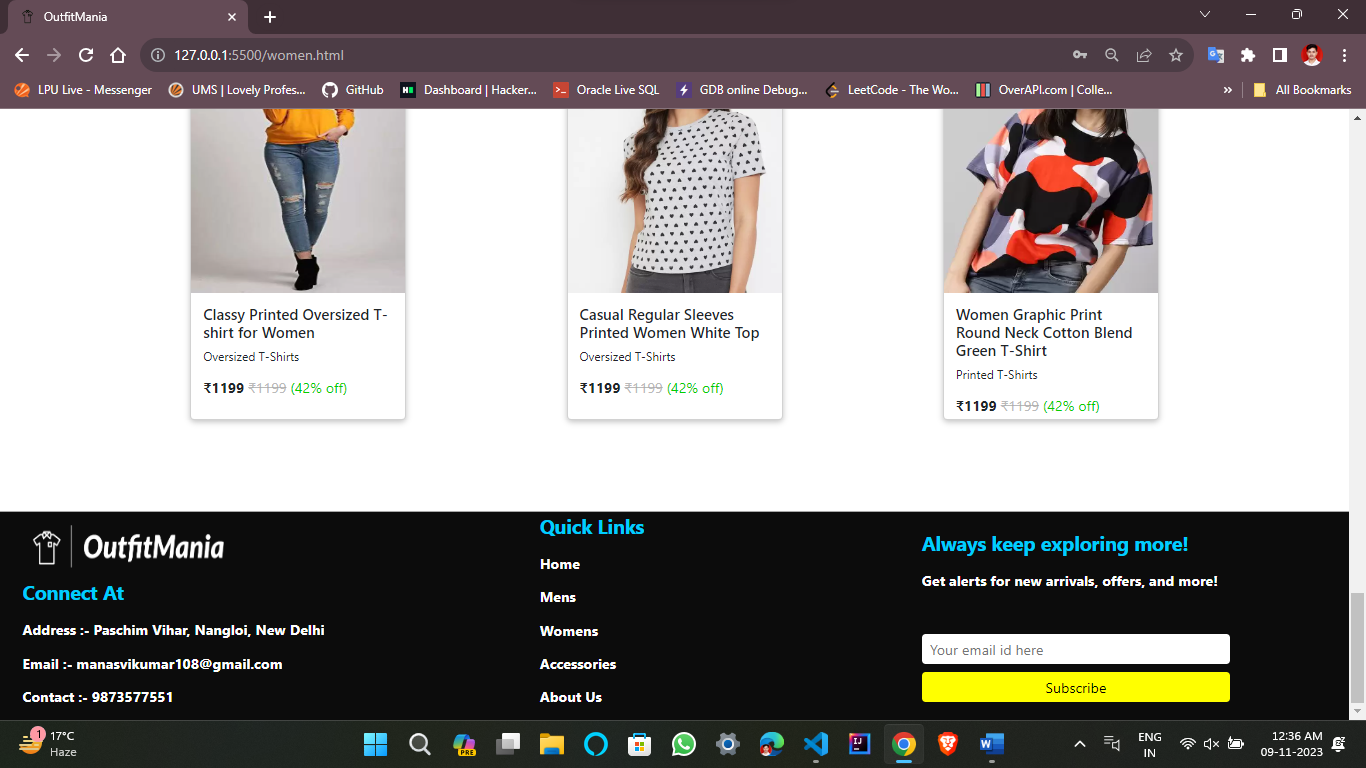 OutfitMania
127.0.0.1:5500/women.html
LPU Live - Messenger
UMS | Lovely Profes...
GitHub
Dashboard | Hacker...
Oracle Live SQL
GDB online Debug...
LeetCode - The Wo...
OverAPI.com | Colle...
»
All Bookmarks
Classy Printed Oversized T-
shirt for Women
Oversized T-Shirts
₹1199 ₹1199 (42% off)
Casual Regular Sleeves
Printed Women White Top
Oversized T-Shirts
₹1199 ₹1199 (42% off)
Women Graphic Print
Round Neck Cotton Blend
Green T-Shirt
Printed T-Shirts
₹1199 ₹1199 (42% off)
OutfitMania
Connect At
Address :- Paschim Vihar, Nangloi, New Delhi
Email :- manasvikumar108@gmail.com
Contact :- 9873577551
Quick Links
Home
Mens
Womens
Accessories
About Us
Always keep exploring more!
Get alerts for new arrivals, offers, and more!
Your email id here
Subscribe
1
17°C
Haze
PRE
ENG
IN
12:36 AM
09-11-2023